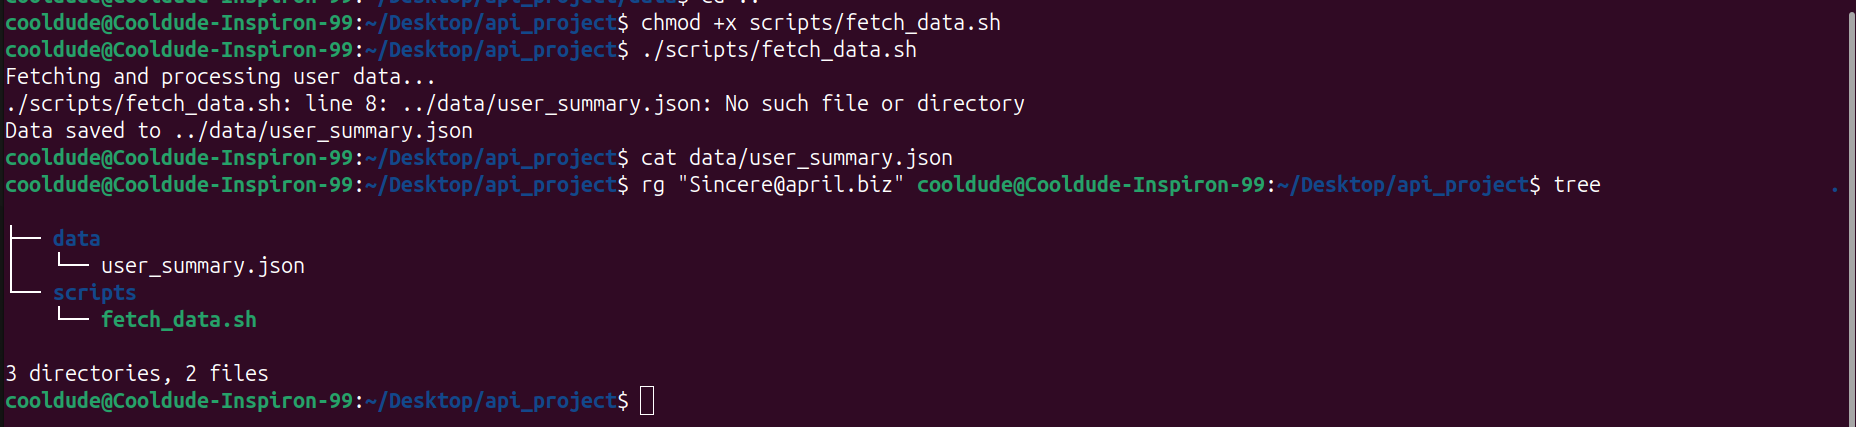 cooldude@Cooldude-Inspiron-99:~/Desktop/api_project$ chmod +x scripts/fetch_data.sh
cooldude@Cooldude-Inspiron-99:~/Desktop/api_project$ ./scripts/fetch_data.sh
Fetching and processing user data...
./scripts/fetch_data.sh: line 8: ../data/user_summary.json: No such file or directory
Data saved to ../data/user_summary.json
cooldude@Cooldude-Inspiron-99:~/Desktop/api_project$ cat data/user_summary.json
cooldude@Cooldude-Inspiron-99:~/Desktop/api_project$ rg "Sincere@april.biz" cooldude@Cooldude-Inspiron-99:~/Desktop/api_project$ tree .
├── data
│   └── user_summary.json
└── scripts
    └── fetch_data.sh
3 directories, 2 files
cooldude@Cooldude-Inspiron-99:~/Desktop/api_project$